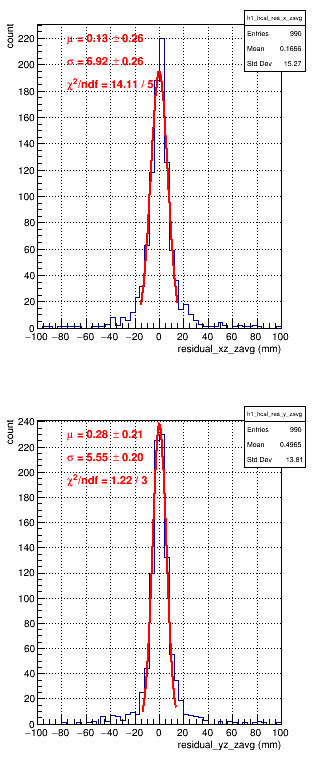 h1_hcal_res_x_zavg
Entries 990
Mean 0.1666
Std Dev 15.27
μ = 0.13 ± 0.26
σ = 6.92 ± 0.26
χ²/ndf = 14.11 / 5
count
220
200
180
160
140
120
100
80
60
40
20
0
−100 −80 −60 −40 −20 0 20 40 60 80 100
residual_xz_zavg (mm)
h1_hcal_res_y_zavg
Entries 990
Mean 0.4965
Std Dev 13.81
μ = 0.28 ± 0.21
σ = 5.55 ± 0.20
χ²/ndf = 1.22 / 3
count
240
220
200
180
160
140
120
100
80
60
40
20
0
−100 −80 −60 −40 −20 0 20 40 60 80 100
residual_yz_zavg (mm)